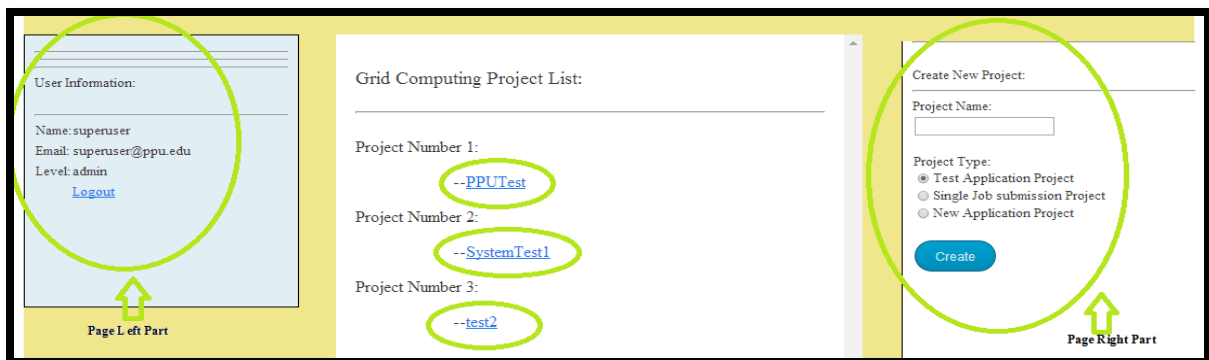 User Information:
Name: superuser
Email: superuser@ppu.edu
Level: admin
Logout
Page Left Part
Grid Computing Project List:
Project Number 1:
--PPUTest
Project Number 2:
--SystemTest1
Project Number 3:
--test2
Create New Project:
Project Name:
Project Type:
Test Application Project
Single Job submission Project
New Application Project
Create
Page Right Part